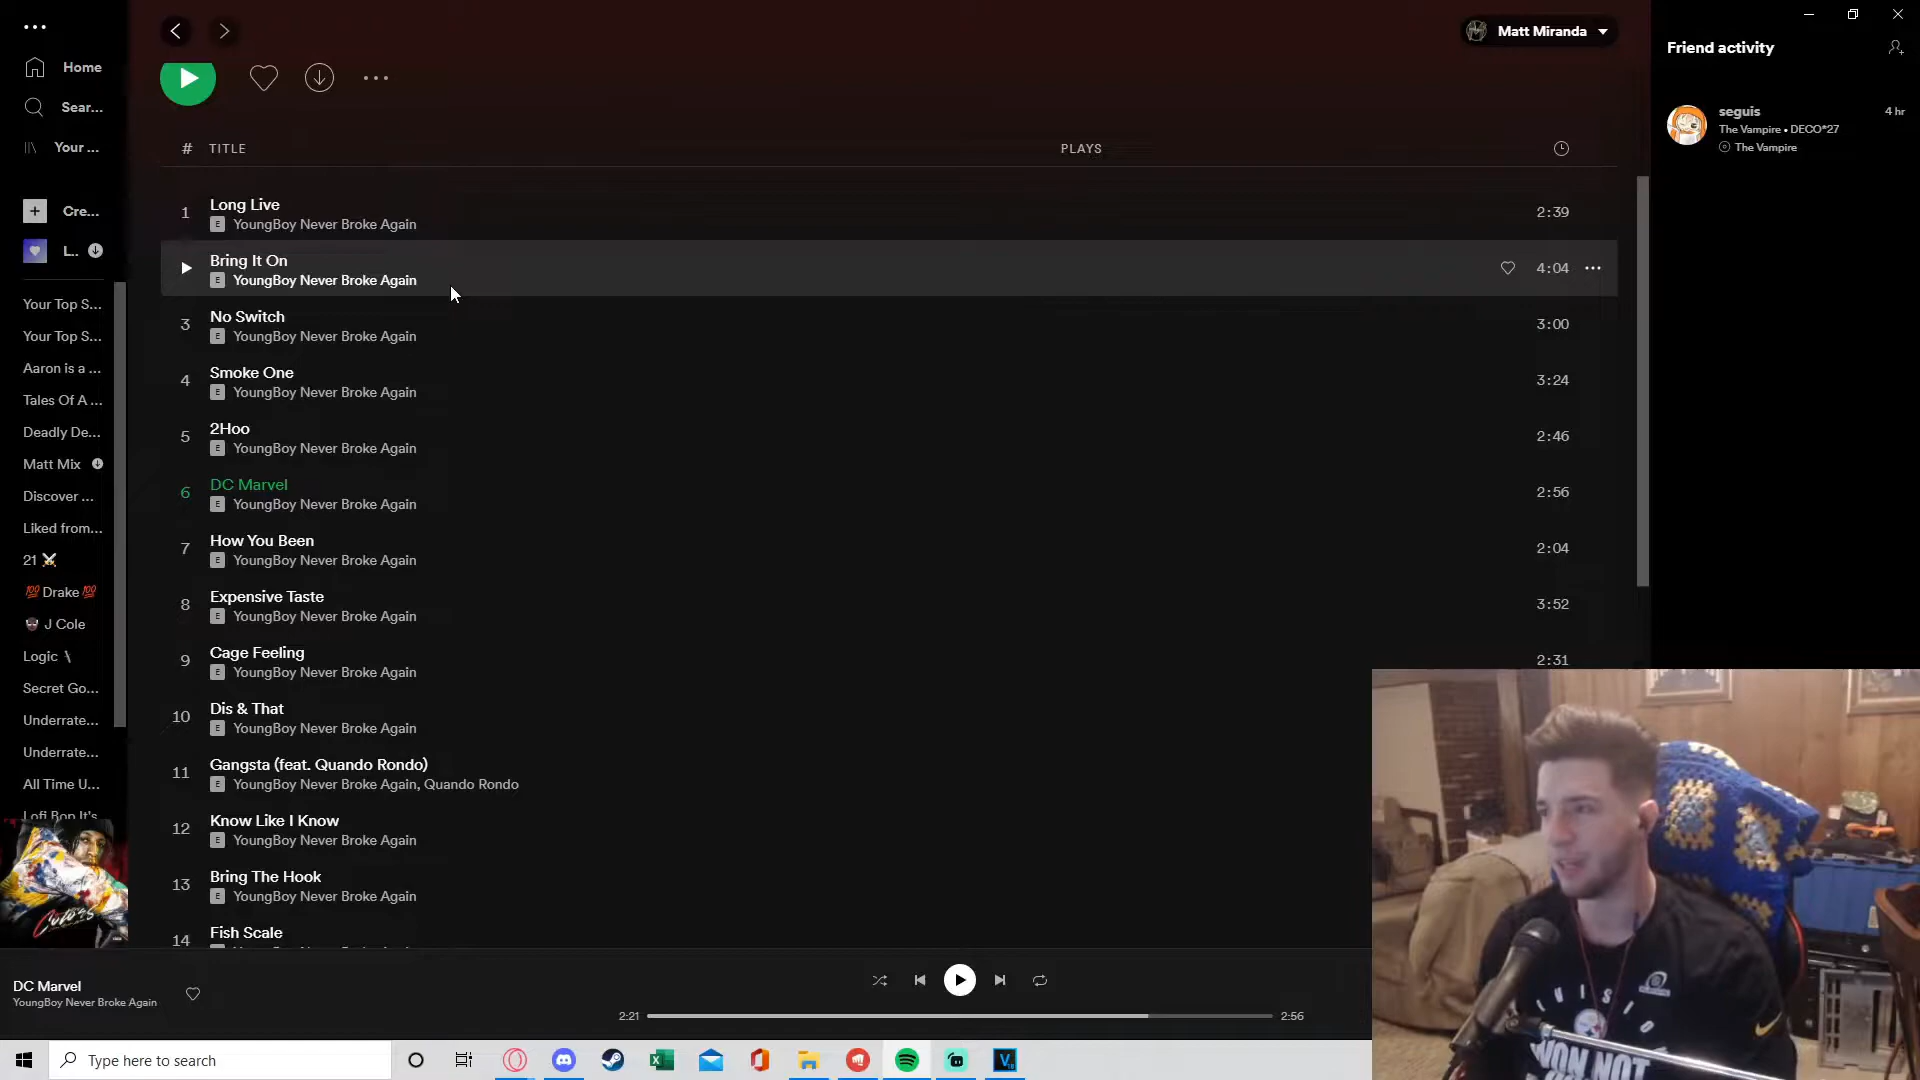 Matt Miranda
Friend activity
Home
Sear...
Your ...
Cre...
L..
Your Top S...
Your Top S...
Aaron is a ...
Tales Of A ...
Deadly De...
Matt Mix
Discover ...
Liked from...
21 ⚔️
💯 Drake 💯
J Cole
Logic \
Secret Go...
Underrate...
Underrate...
All Time U...
Lofi Bop It's
seguis 4 hr
The Vampire • DECO*27
The Vampire
# TITLE PLAYS
1 Long Live 2:39
E YoungBoy Never Broke Again
Bring It On 4:04
E YoungBoy Never Broke Again
3 No Switch 3:00
E YoungBoy Never Broke Again
4 Smoke One 3:24
E YoungBoy Never Broke Again
5 2Hoo 2:46
E YoungBoy Never Broke Again
6 DC Marvel 2:56
E YoungBoy Never Broke Again
7 How You Been 2:04
E YoungBoy Never Broke Again
8 Expensive Taste 3:52
E YoungBoy Never Broke Again
9 Cage Feeling 2:31
E YoungBoy Never Broke Again
10 Dis & That
E YoungBoy Never Broke Again
11 Gangsta (feat. Quando Rondo)
E YoungBoy Never Broke Again, Quando Rondo
12 Know Like I Know
E YoungBoy Never Broke Again
13 Bring The Hook
E YoungBoy Never Broke Again
14 Fish Scale
Colors
DC Marvel
YoungBoy Never Broke Again
2:21 2:56
WON NOT
Type here to search